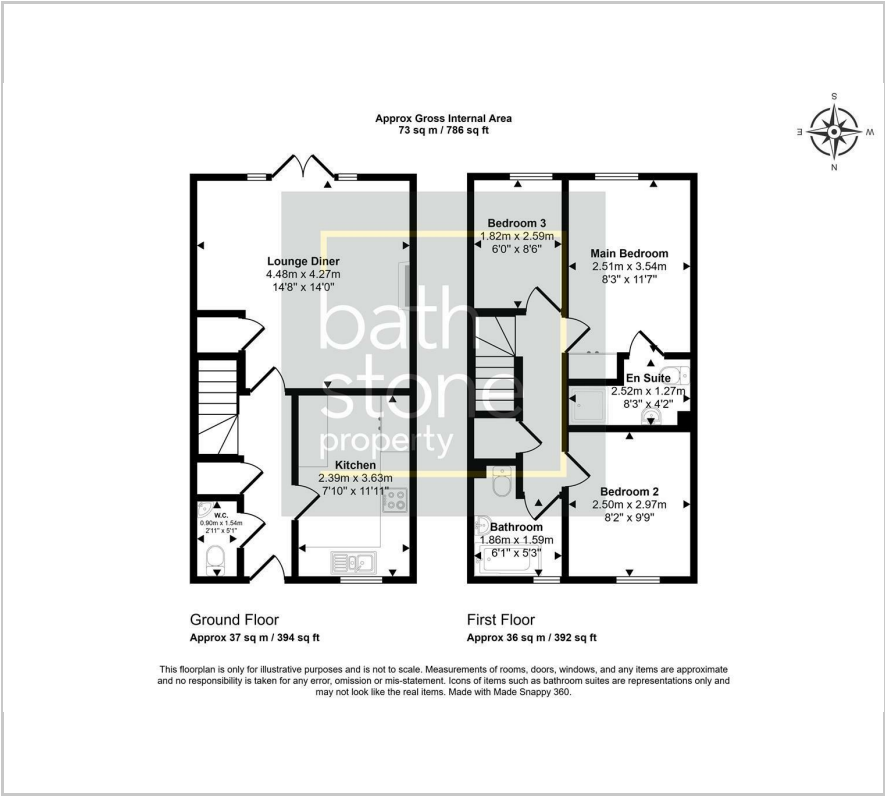 Approx Gross Internal Area
73 sq m / 786 sq ft
S
E
W
N
Lounge Diner
4.48m x 4.27m
14'8" x 14'0"
Kitchen
2.39m x 3.63m
7'10" x 11'11"
W.C.
0.90m x 1.54m
2'11" x 5'1"
Bedroom 3
1.82m x 2.59m
6'0" x 8'6"
Main Bedroom
2.51m x 3.54m
8'3" x 11'7"
En Suite
2.52m x 1.27m
8'3" x 4'2"
Bedroom 2
2.50m x 2.97m
8'2" x 9'9"
Bathroom
1.86m x 1.59m
6'1" x 5'3"
bath
stone
property
Ground Floor
Approx 37 sq m / 394 sq ft
First Floor
Approx 36 sq m / 392 sq ft
This floorplan is only for illustrative purposes and is not to scale. Measurements of rooms, doors, windows, and any items are approximate
and no responsibility is taken for any error, omission or mis-statement. Icons of items such as bathroom suites are representations only and
may not look like the real items. Made with Made Snappy 360.